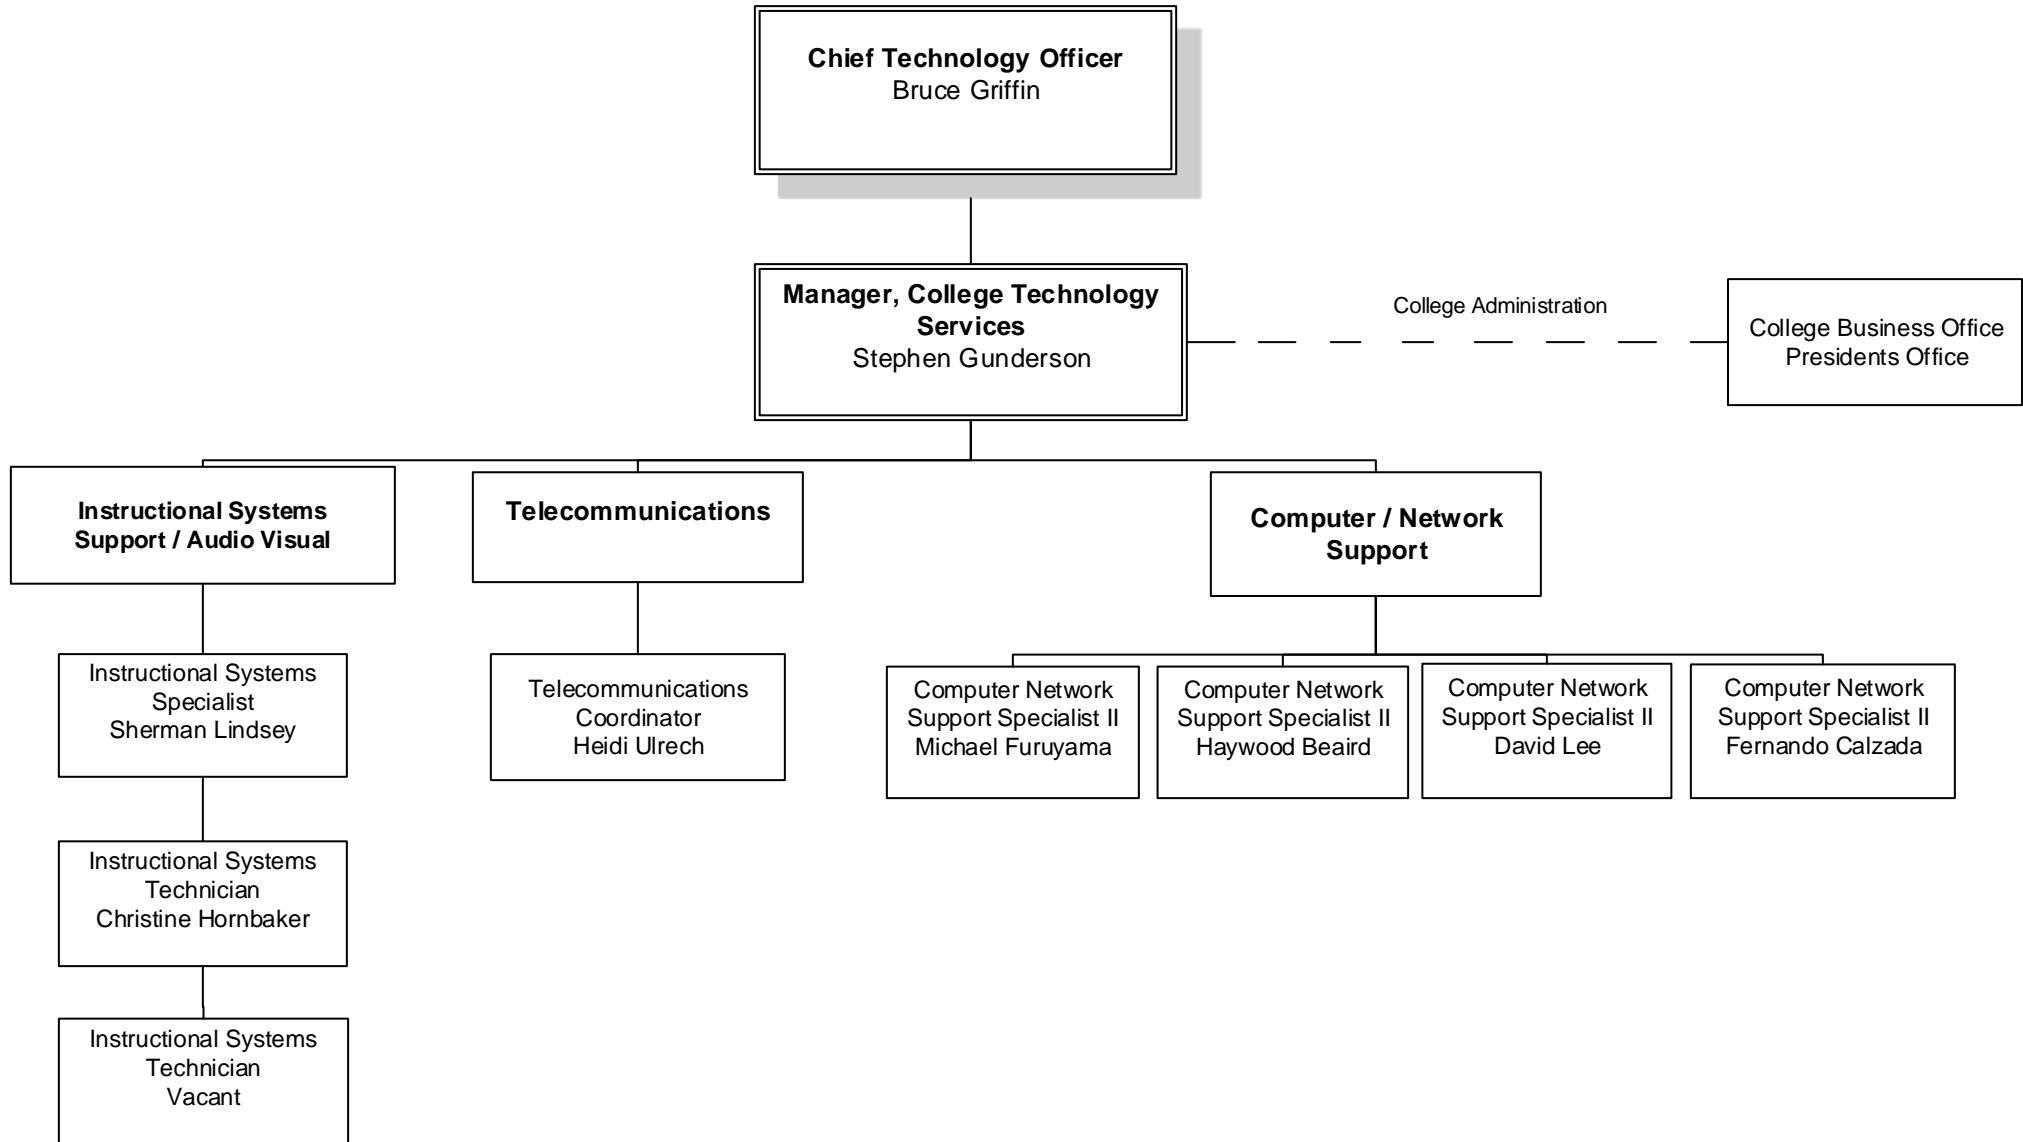 Chief Technology Officer
Bruce Griffin
Manager, College Technology
Services
Stephen Gunderson
College Administration
College Business Office
Presidents Office
Instructional Systems
Support / Audio Visual
Telecommunications
Computer / Network
Support
Instructional Systems
Specialist
Sherman Lindsey
Telecommunications
Coordinator
Heidi Ulrech
Computer Network
Support Specialist II
Michael Furuyama
Computer Network
Support Specialist II
Haywood Beaird
Computer Network
Support Specialist II
David Lee
Computer Network
Support Specialist II
Fernando Calzada
Instructional Systems
Technician
Christine Hornbaker
Instructional Systems
Technician
Vacant